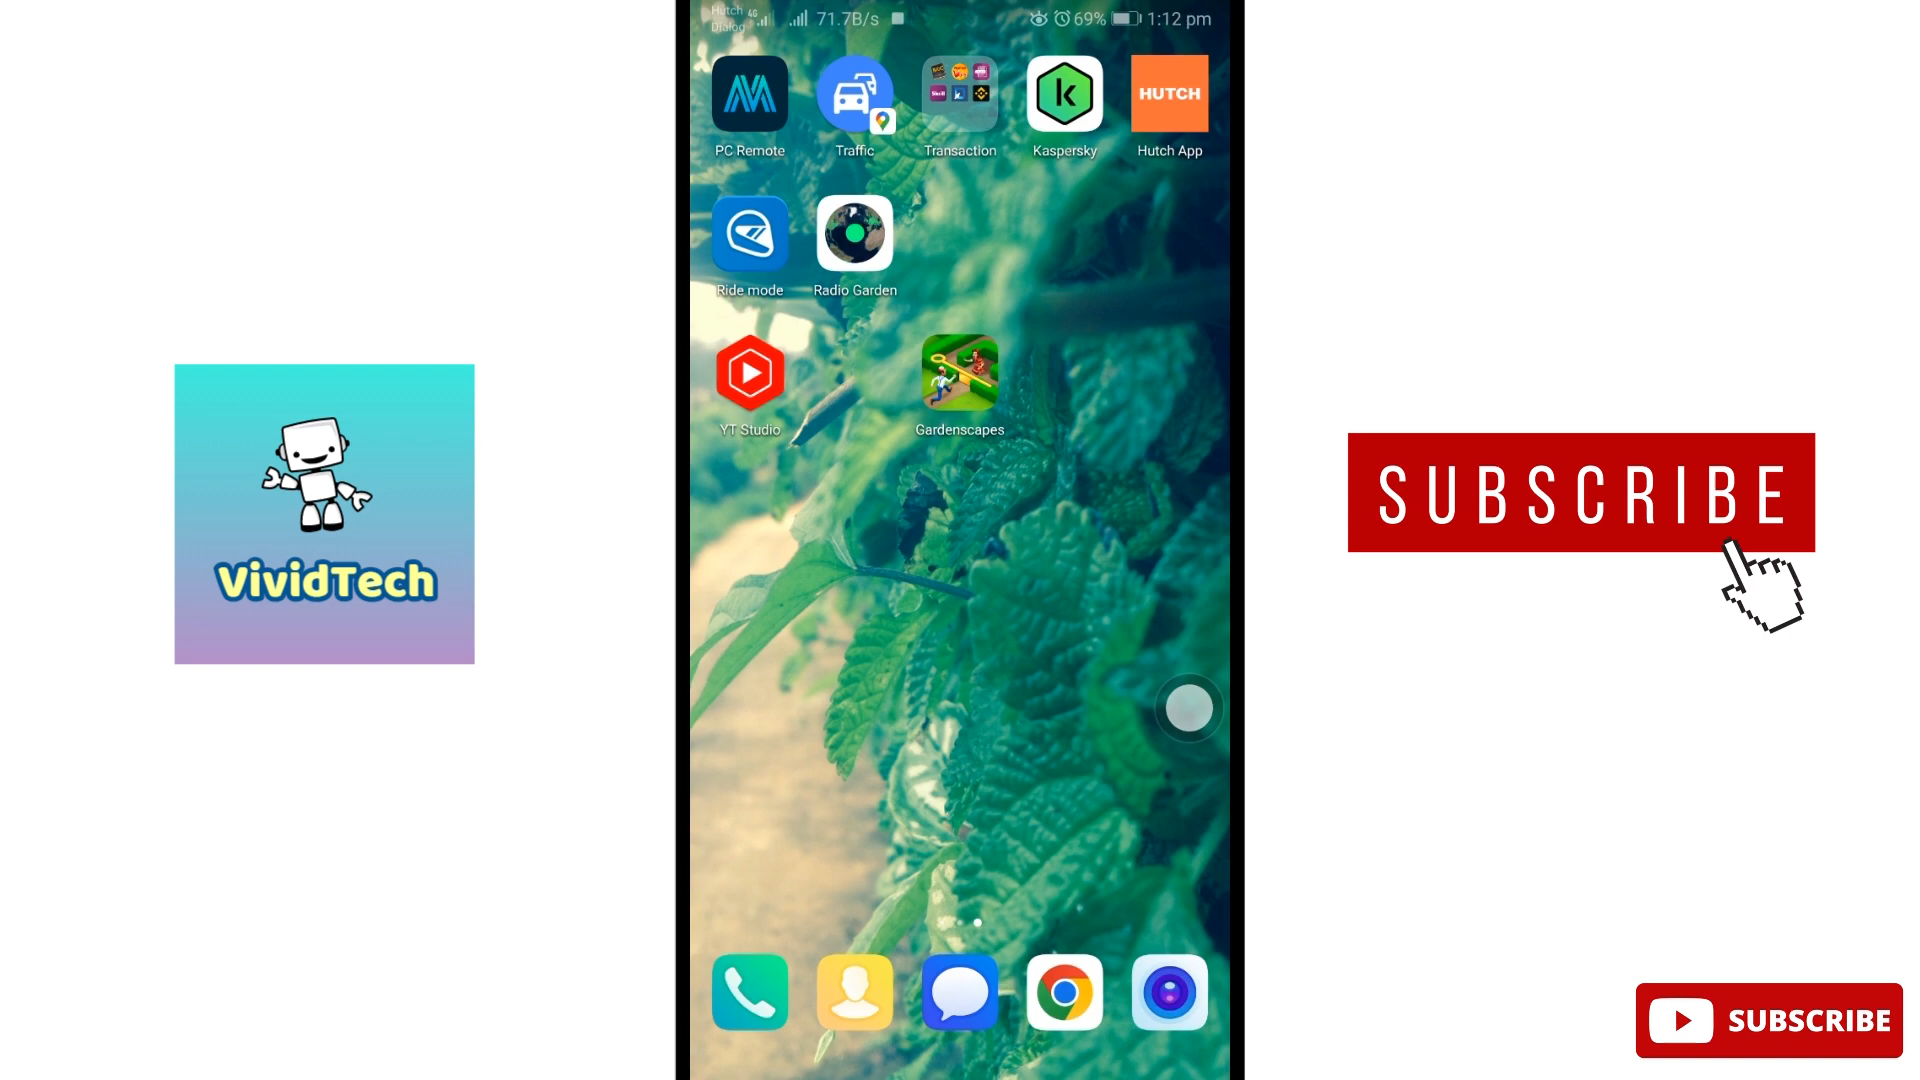 Hutch 4G 71.7B/s 69% 1:12 pm
Dialog
HUTCH
PC Remote Traffic Transaction Kaspersky Hutch App
Ride mode Radio Garden
YT Studio Gardenscapes
VividTech
SUBSCRIBE
SUBSCRIBE